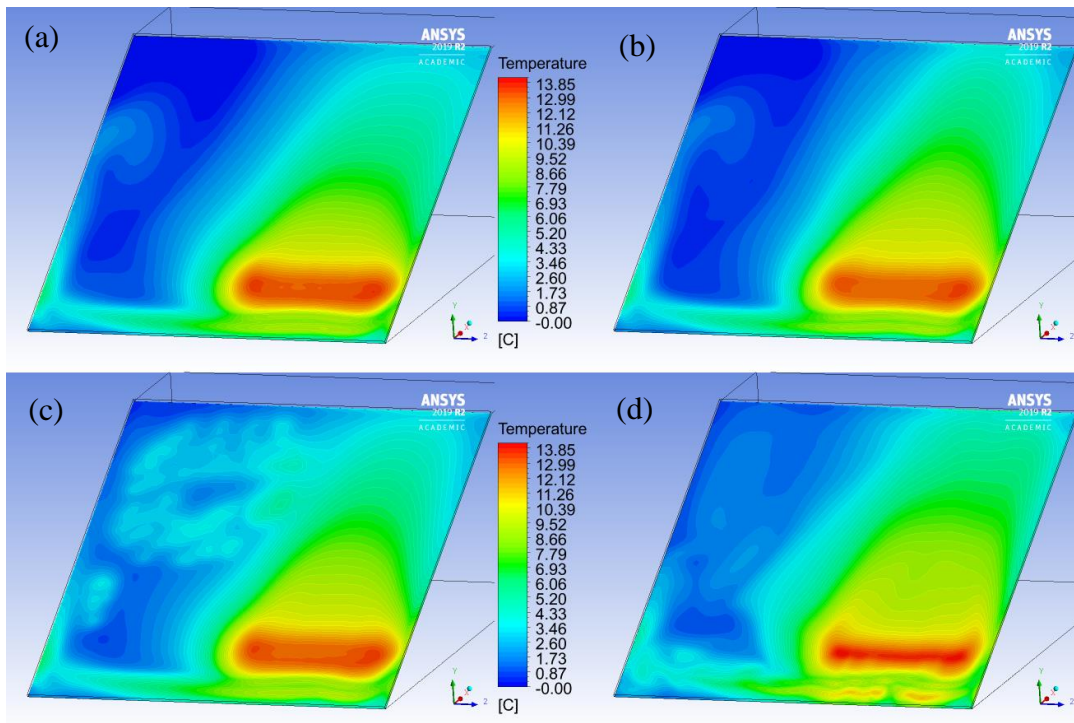 (a)
ANSYS
2019 R2
ACADEMIC
Temperature
13.85
12.99
12.12
11.26
10.39
9.52
8.66
7.79
6.93
6.06
5.20
4.33
3.46
2.60
1.73
0.87
-0.00
[C]
Y
X
Z
(b)
ANSYS
2019 R2
ACADEMIC
Y
X
Z
(c)
ANSYS
2019 R2
ACADEMIC
Temperature
13.85
12.99
12.12
11.26
10.39
9.52
8.66
7.79
6.93
6.06
5.20
4.33
3.46
2.60
1.73
0.87
-0.00
[C]
Y
X
Z
(d)
ANSYS
2019 R2
ACADEMIC
Y
X
Z